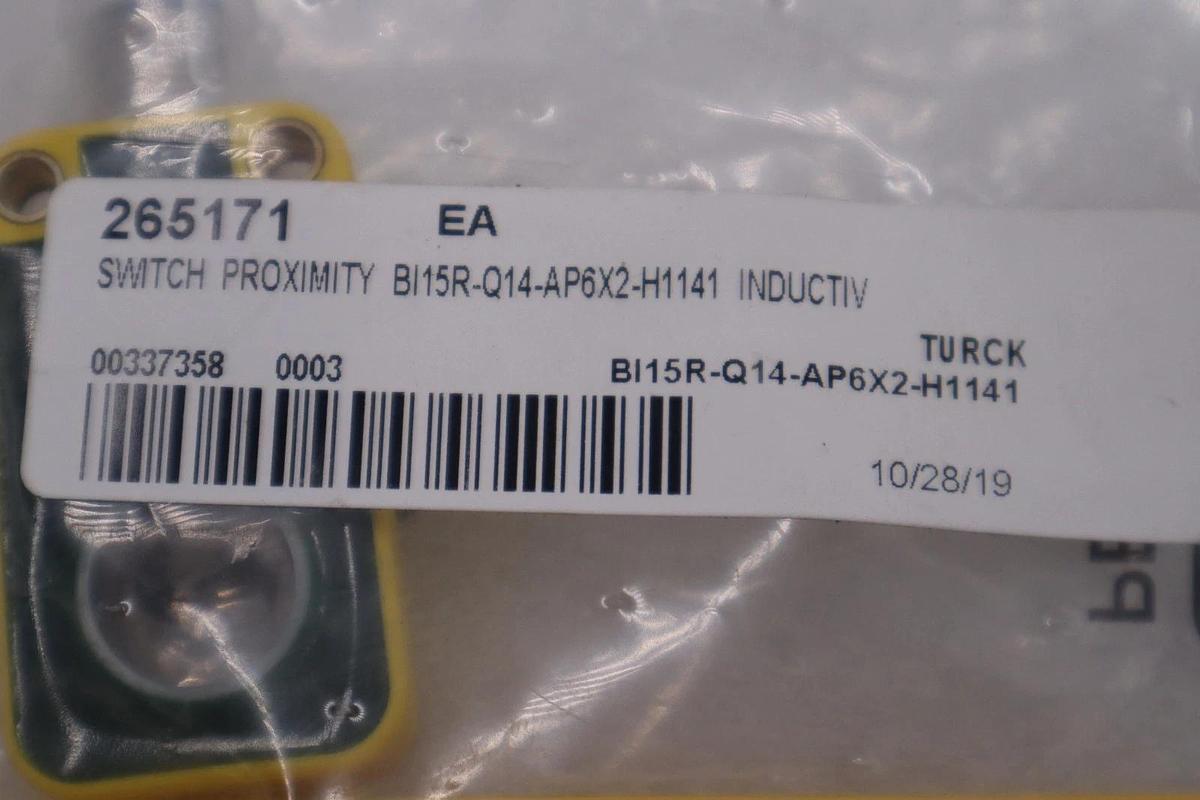 265171 EA
SWITCH PROXIMITY BI15R-Q14-AP6X2-H1141 INDUCTIV
TURCK
00337358 0003 BI15R-Q14-AP6X2-H1141
10/28/19